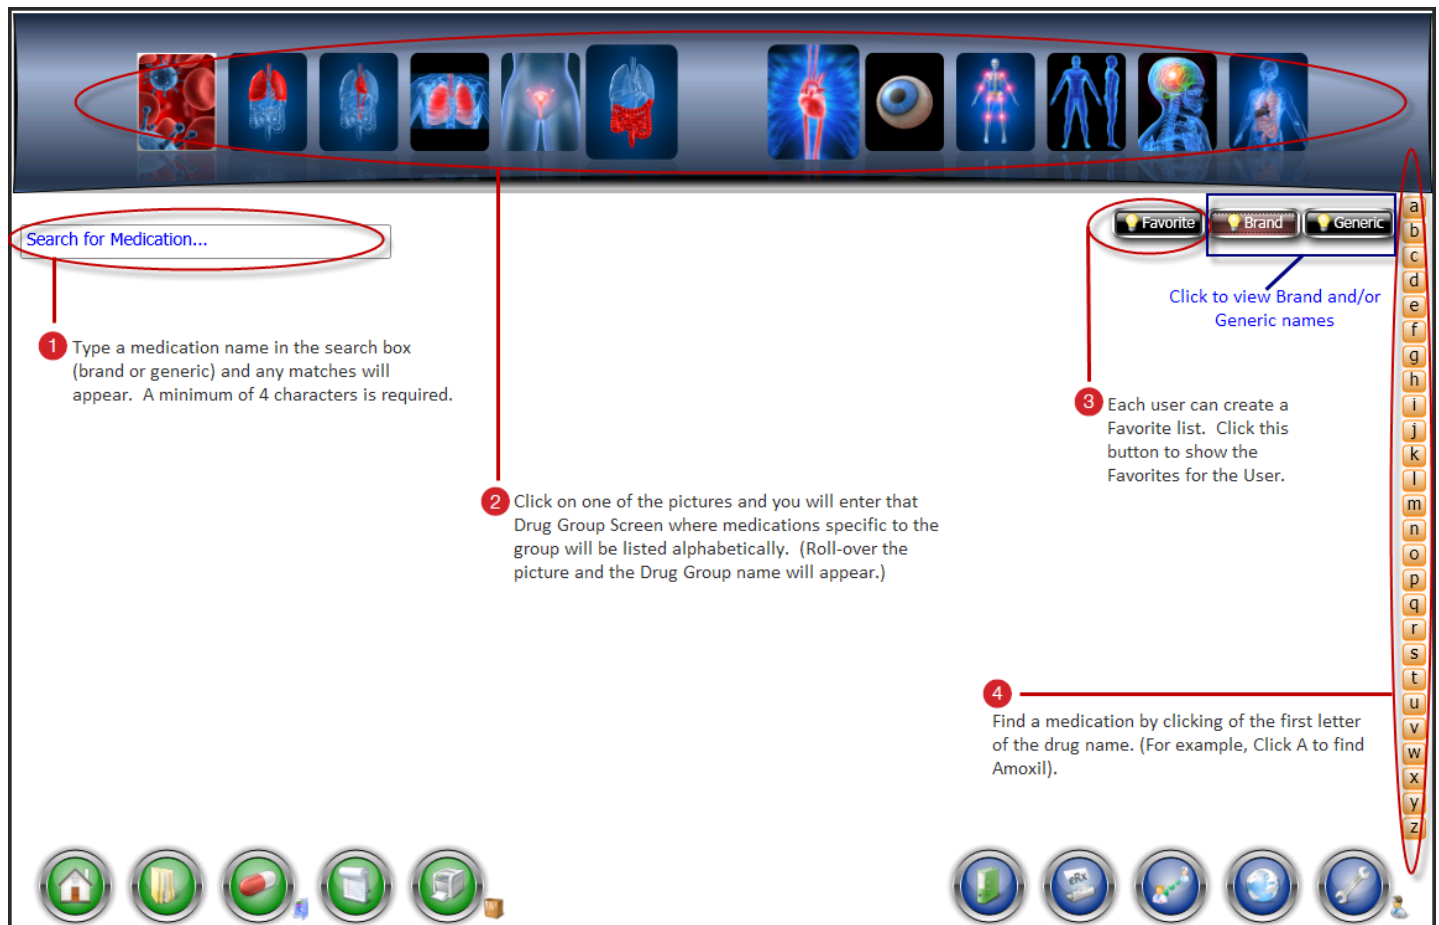 Search for Medication...
Favorite
Brand
Generic
Click to view Brand and/or
Generic names
1
Type a medication name in the search box
(brand or generic) and any matches will
appear.  A minimum of 4 characters is required.
2
Click on one of the pictures and you will enter that
Drug Group Screen where medications specific to the
group will be listed alphabetically.  (Roll-over the
picture and the Drug Group name will appear.)
3
Each user can create a
Favorite list.  Click this
button to show the
Favorites for the User.
4
Find a medication by clicking of the first letter
of the drug name. (For example, Click A to find
Amoxil).
a
b
c
d
e
f
g
h
i
j
k
l
m
n
o
p
q
r
s
t
u
v
w
x
y
z
eRx